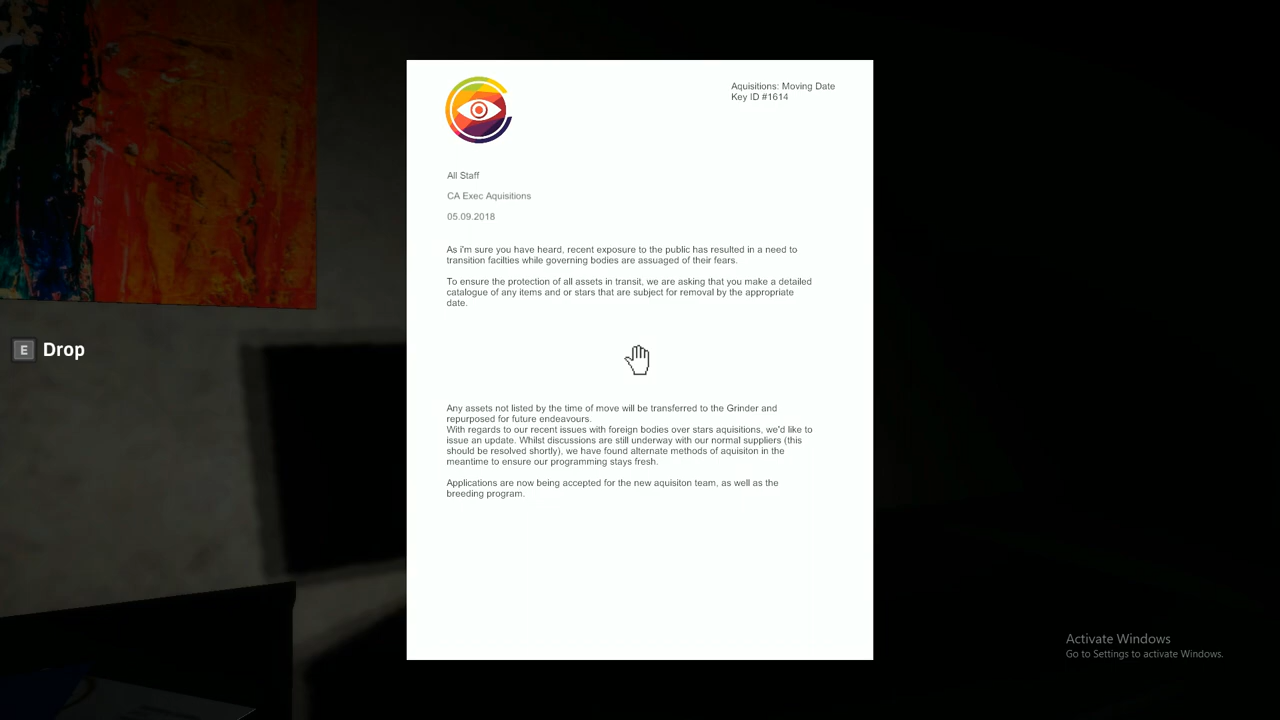 Aquisitions: Moving Date
Key ID #1614
All Staff
CA Exec Aquisitions
05.09.2018
As i'm sure you have heard, recent exposure to the public has resulted in a need to
transition facilties while governing bodies are assuaged of their fears.
To ensure the protection of all assets in transit, we are asking that you make a detailed
catalogue of any items and or stars that are subject for removal by the appropriate
date.
E Drop
Any assets not listed by the time of move will be transferred to the Grinder and
repurposed for future endeavours.
With regards to our recent issues with foreign bodies over stars aquisitions, we'd like to
issue an update. Whilst discussions are still underway with our normal suppliers (this
should be resolved shortly), we have found alternate methods of aquisiton in the
meantime to ensure our programming stays fresh.
Applications are now being accepted for the new aquisiton team, as well as the
breeding program.
Activate Windows
Go to Settings to activate Windows.